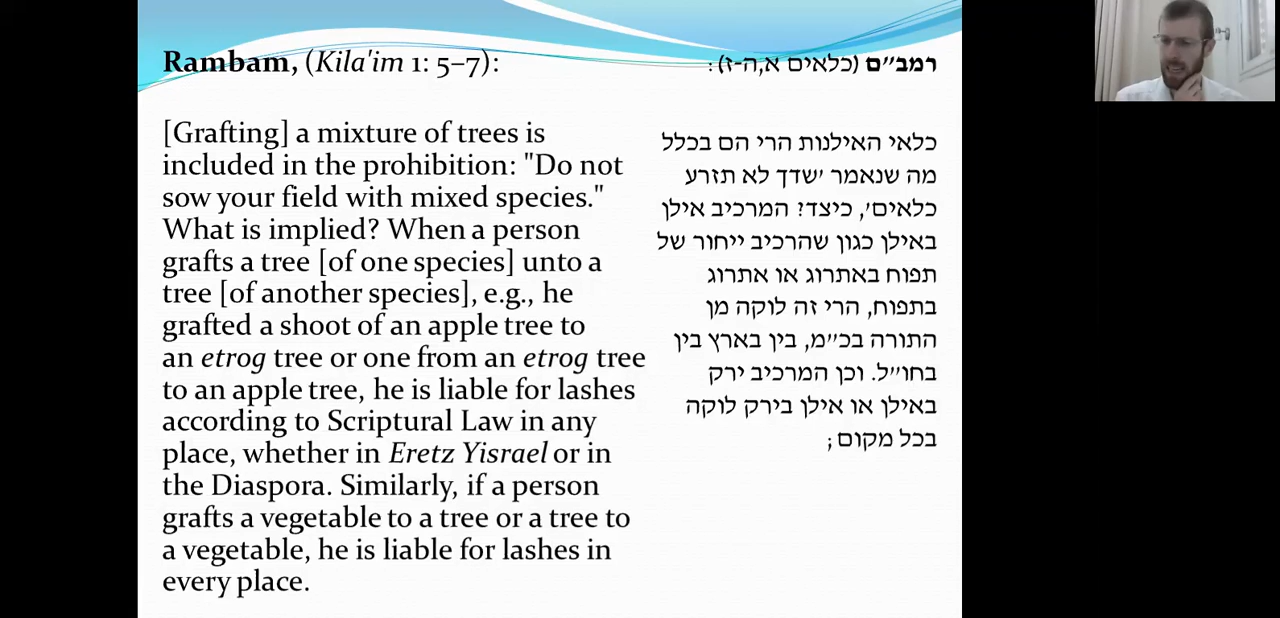 Rambam, (Kila'im 1: 5–7):
[Grafting] a mixture of trees is
included in the prohibition: "Do not
sow your field with mixed species."
What is implied? When a person
grafts a tree [of one species] unto a
tree [of another species], e.g., he
grafted a shoot of an apple tree to
an etrog tree or one from an etrog tree
to an apple tree, he is liable for lashes
according to Scriptural Law in any
place, whether in Eretz Yisrael or in
the Diaspora. Similarly, if a person
grafts a vegetable to a tree or a tree to
a vegetable, he is liable for lashes in
every place.
רמב״ם (כלאים א,ה-ז):
כלאי האילנות הרי הם בכלל
מה שנאמר ׳שדך לא תזרע
כלאים׳, כיצד? המרכיב אילן
באילן כגון שהרכיב ייחור של
תפוח באתרוג או אתרוג
בתפוח, הרי זה לוקה מן
התורה בכ״מ, בין בארץ בין
בחו״ל. וכן המרכיב ירק
באילן או אילן בירק לוקה
בכל מקום;